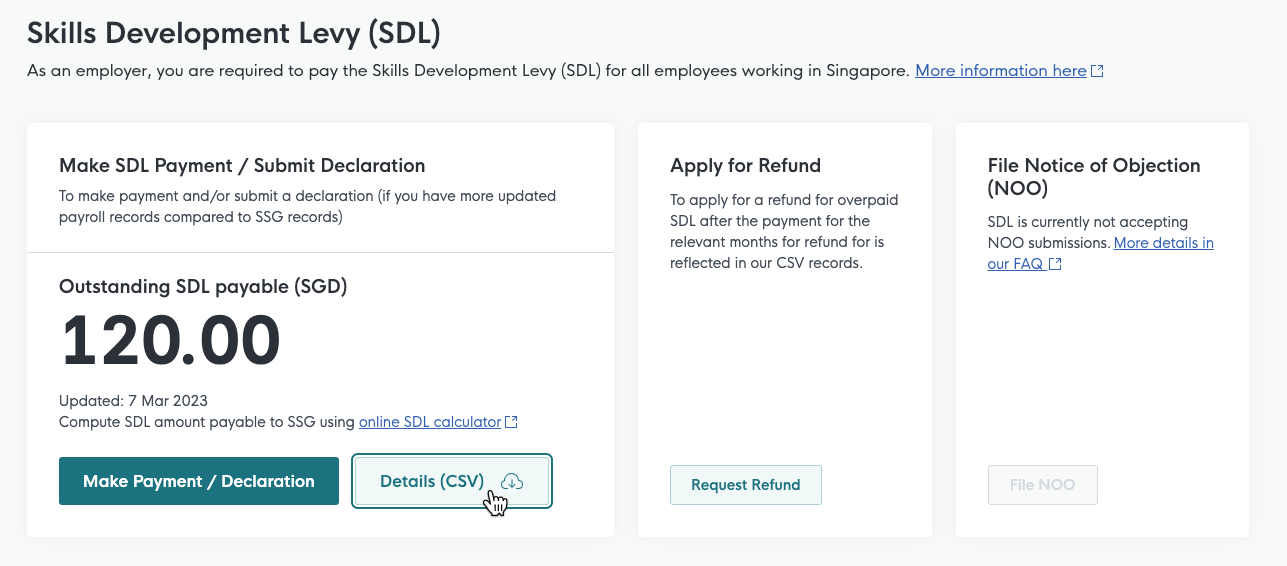 Skills Development Levy (SDL)
As an employer, you are required to pay the Skills Development Levy (SDL) for all employees working in Singapore. More information here
Make SDL Payment / Submit Declaration
To make payment and/or submit a declaration (if you have more updated
payroll records compared to SSG records)
Outstanding SDL payable (SGD)
120.00
Updated: 7 Mar 2023
Compute SDL amount payable to SSG using online SDL calculator
Make Payment / Declaration
Details (CSV)
Apply for Refund
To apply for a refund for overpaid
SDL after the payment for the
relevant months for refund for is
reflected in our CSV records.
Request Refund
File Notice of Objection
(NOO)
SDL is currently not accepting
NOO submissions. More details in
our FAQ
File NOO